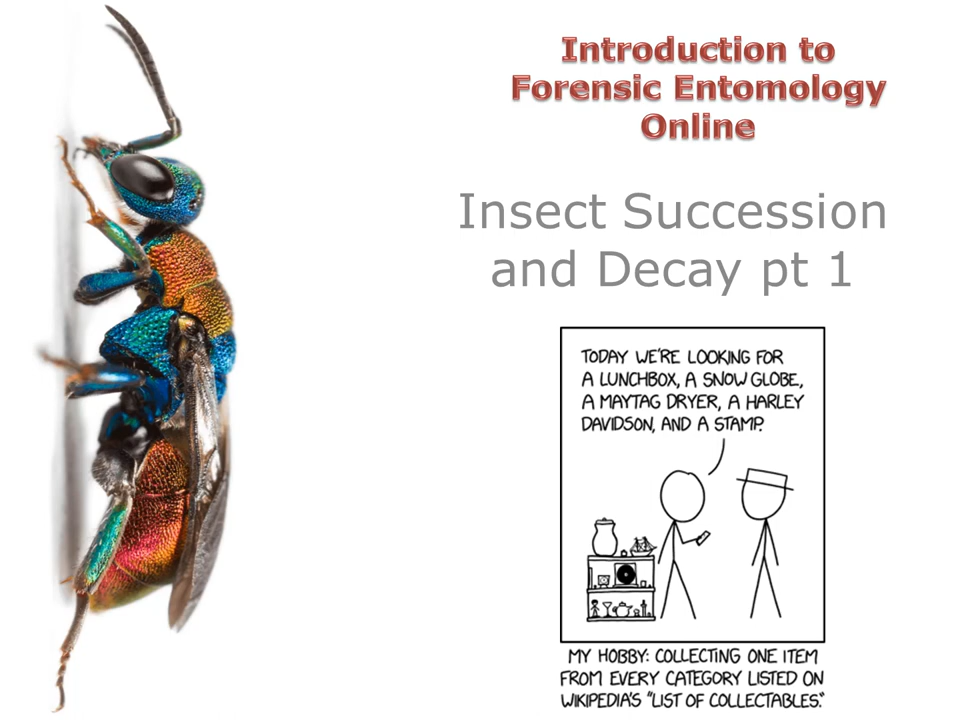 Introduction to
Forensic Entomology
Online
Insect Succession
and Decay pt 1
TODAY WE'RE LOOKING FOR
A LUNCHBOX, A SNOW GLOBE,
A MAYTAG DRYER, A HARLEY
DAVIDSON, AND A STAMP.
MY HOBBY: COLLECTING ONE ITEM
FROM EVERY CATEGORY LISTED ON
WIKIPEDIA'S "LIST OF COLLECTABLES."